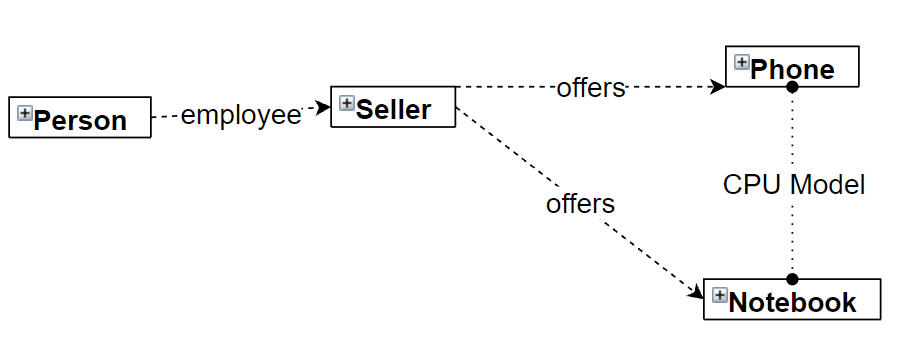 Phone
offers
Person
employee
Seller
CPU Model
offers
Notebook